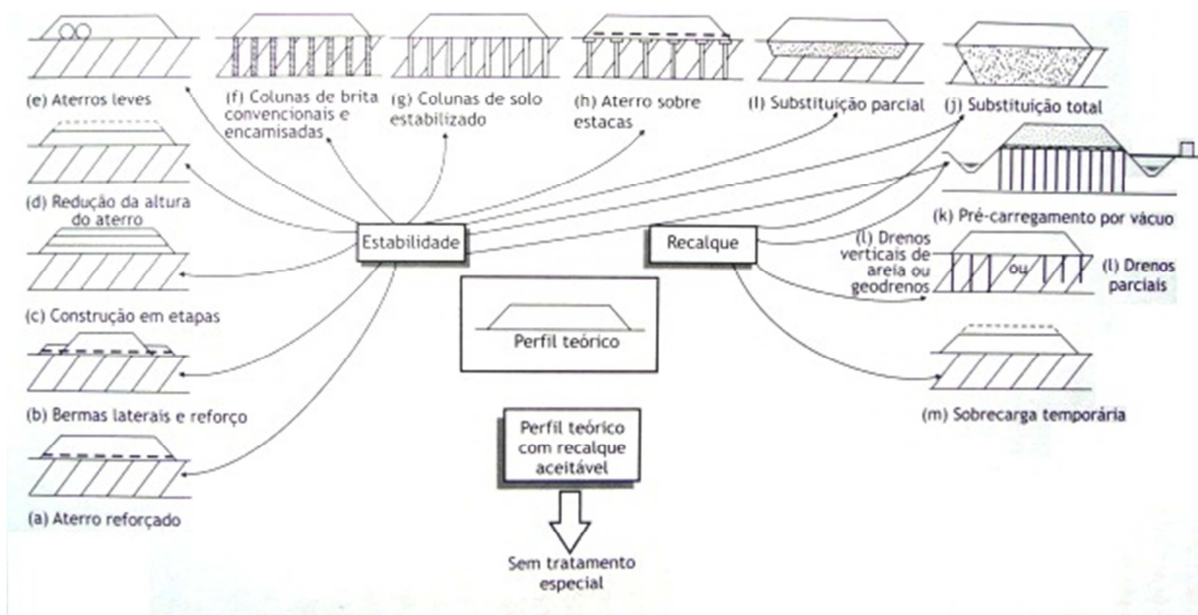 (e) Aterros leves
(f) Colunas de brita
convencionais e
encamisadas
(g) Colunas de solo
estabilizado
(h) Aterro sobre
estacas
(I) Substituição parcial
(j) Substituição total
(d) Redução da altura
do aterro
(k) Pré-carregamento por vácuo
Estabilidade
Recalque
(l) Drenos
verticais de
areia ou
geodrenos
ou
(l) Drenos
parciais
(c) Construção em etapas
Perfil teórico
(b) Bermas laterais e reforço
(m) Sobrecarga temporária
Perfil teórico
com recalque
aceitável
(a) Aterro reforçado
Sem tratamento
especial